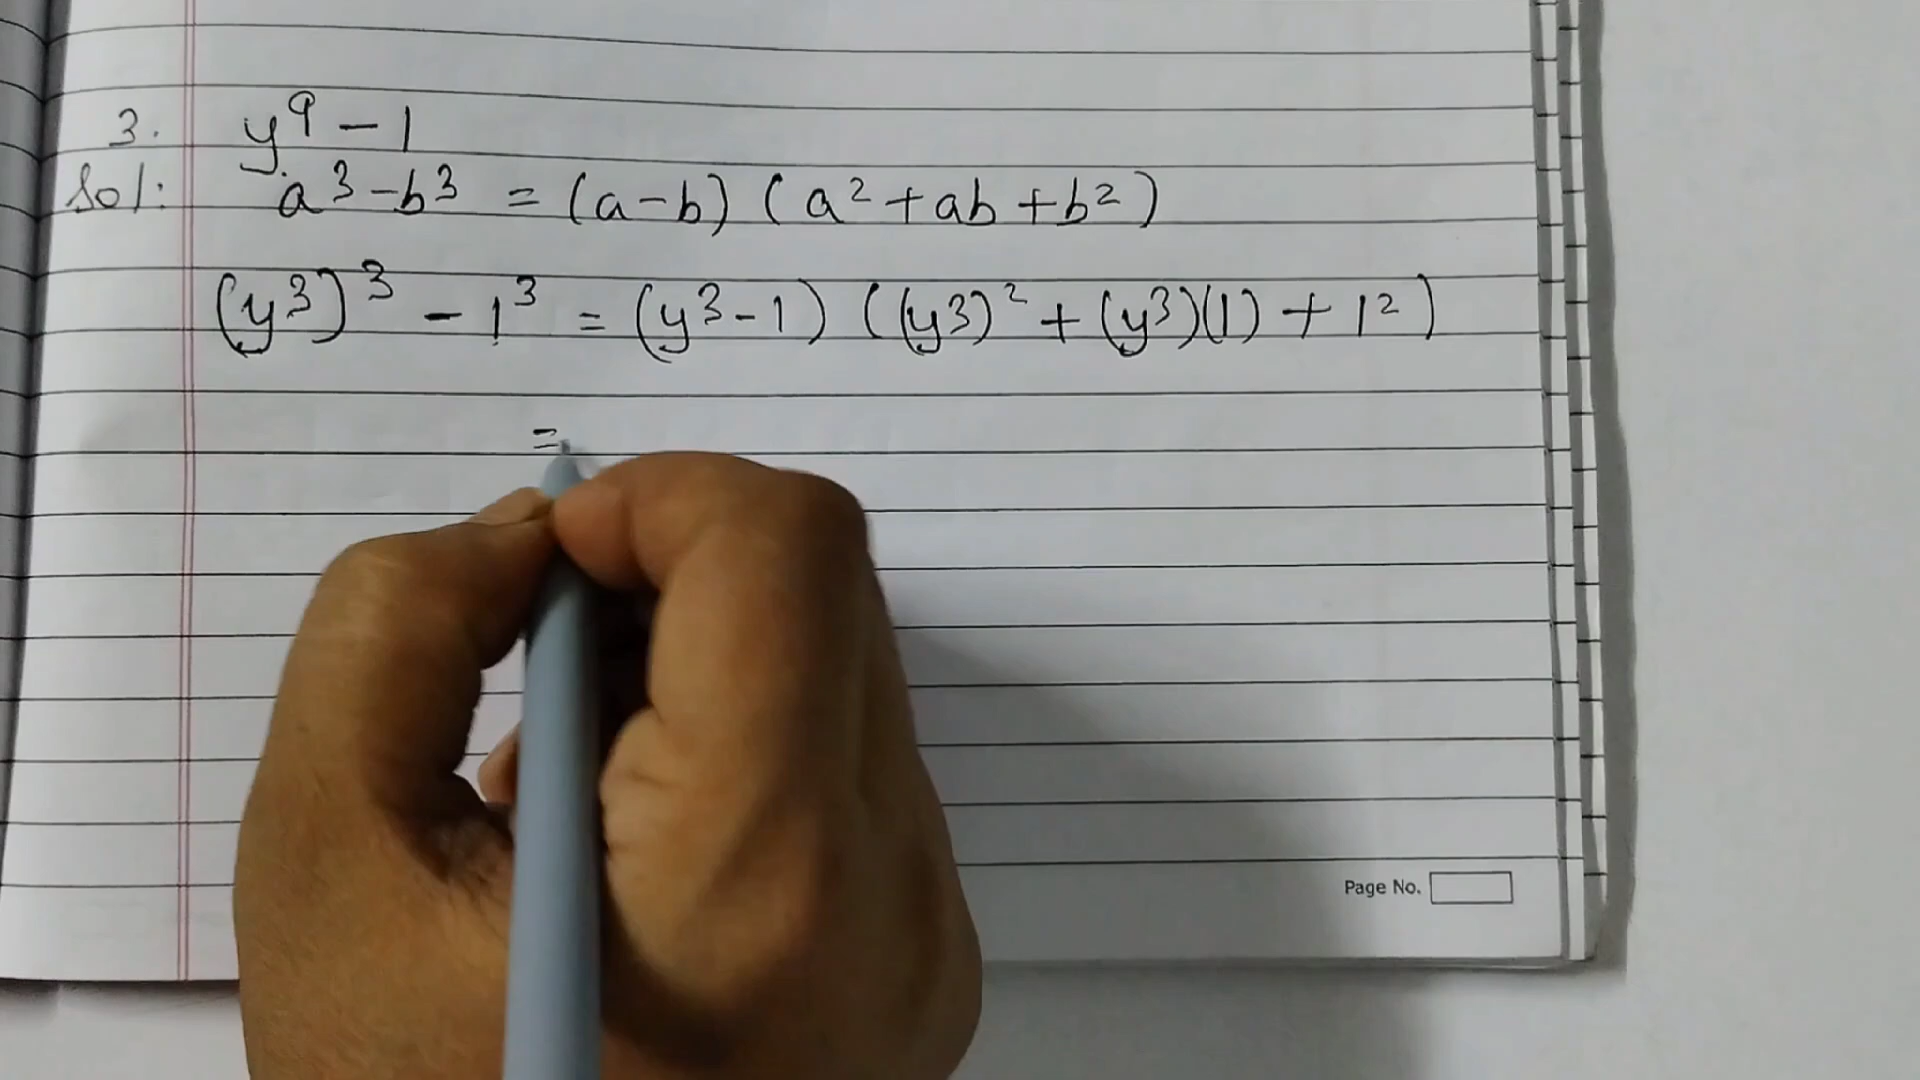 3. y⁹ - 1
Sol: a³ - b³ = (a-b) (a² + ab + b²)
(y³)³ - 1³ = (y³-1) ((y³)² + (y³)(1) + 1²)
=
Page No.